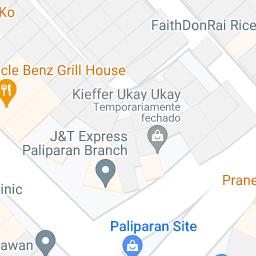 Ko
FaithDonRai Rice
cle Benz Grill House
Kieffer Ukay Ukay
Temporariamente
fechado
J&T Express
Paliparan Branch
Prane
inic
Paliparan Site
awan